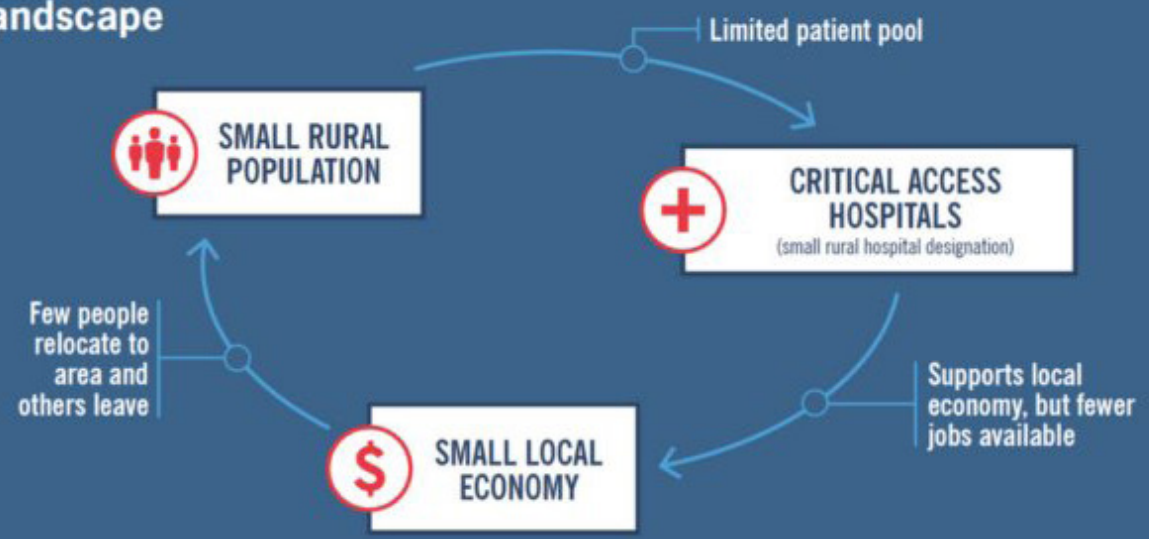 Limited patient pool
SMALL RURAL
POPULATION
CRITICAL ACCESS
HOSPITALS
(small rural hospital designation)
Few people
relocate to
area and
others leave
Supports local
economy, but fewer
jobs available
SMALL LOCAL
ECONOMY
$